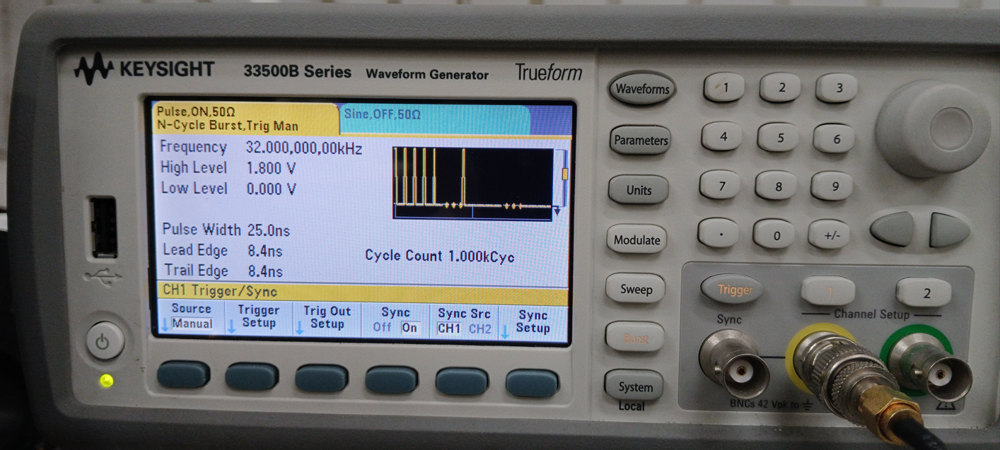 KEYSIGHT 33500B Series Waveform Generator Trueform
Pulse,ON,50Ω
N-Cycle Burst,Trig Man
Sine,OFF,50Ω
Frequency 32.000,000,00kHz
High Level 1.800 V
Low Level 0.000 V
Pulse Width 25.0ns
Lead Edge 8.4ns
Trail Edge 8.4ns
Cycle Count 1.000kCyc
CH1 Trigger/Sync
Source
Manual
Trigger
Setup
Trig Out
Setup
Sync
Off On
Sync Src
CH1 CH2
Sync
Setup
Waveforms
Parameters
Units
Modulate
Sweep
Burst
System
Local
1 2 3
4 5 6
7 8 9
. 0 +/-
Trigger 1 2
Channel Setup
Sync
BNCs 42 Vpk to